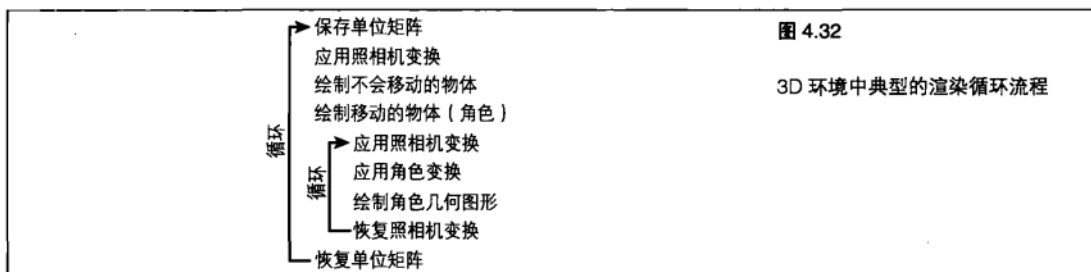 保存单位矩阵
应用照相机变换
绘制不会移动的物体
绘制移动的物体（角色）
循环
应用照相机变换
应用角色变换
绘制角色几何图形
循环
恢复照相机变换
恢复单位矩阵
图 4.32
3D 环境中典型的渲染循环流程